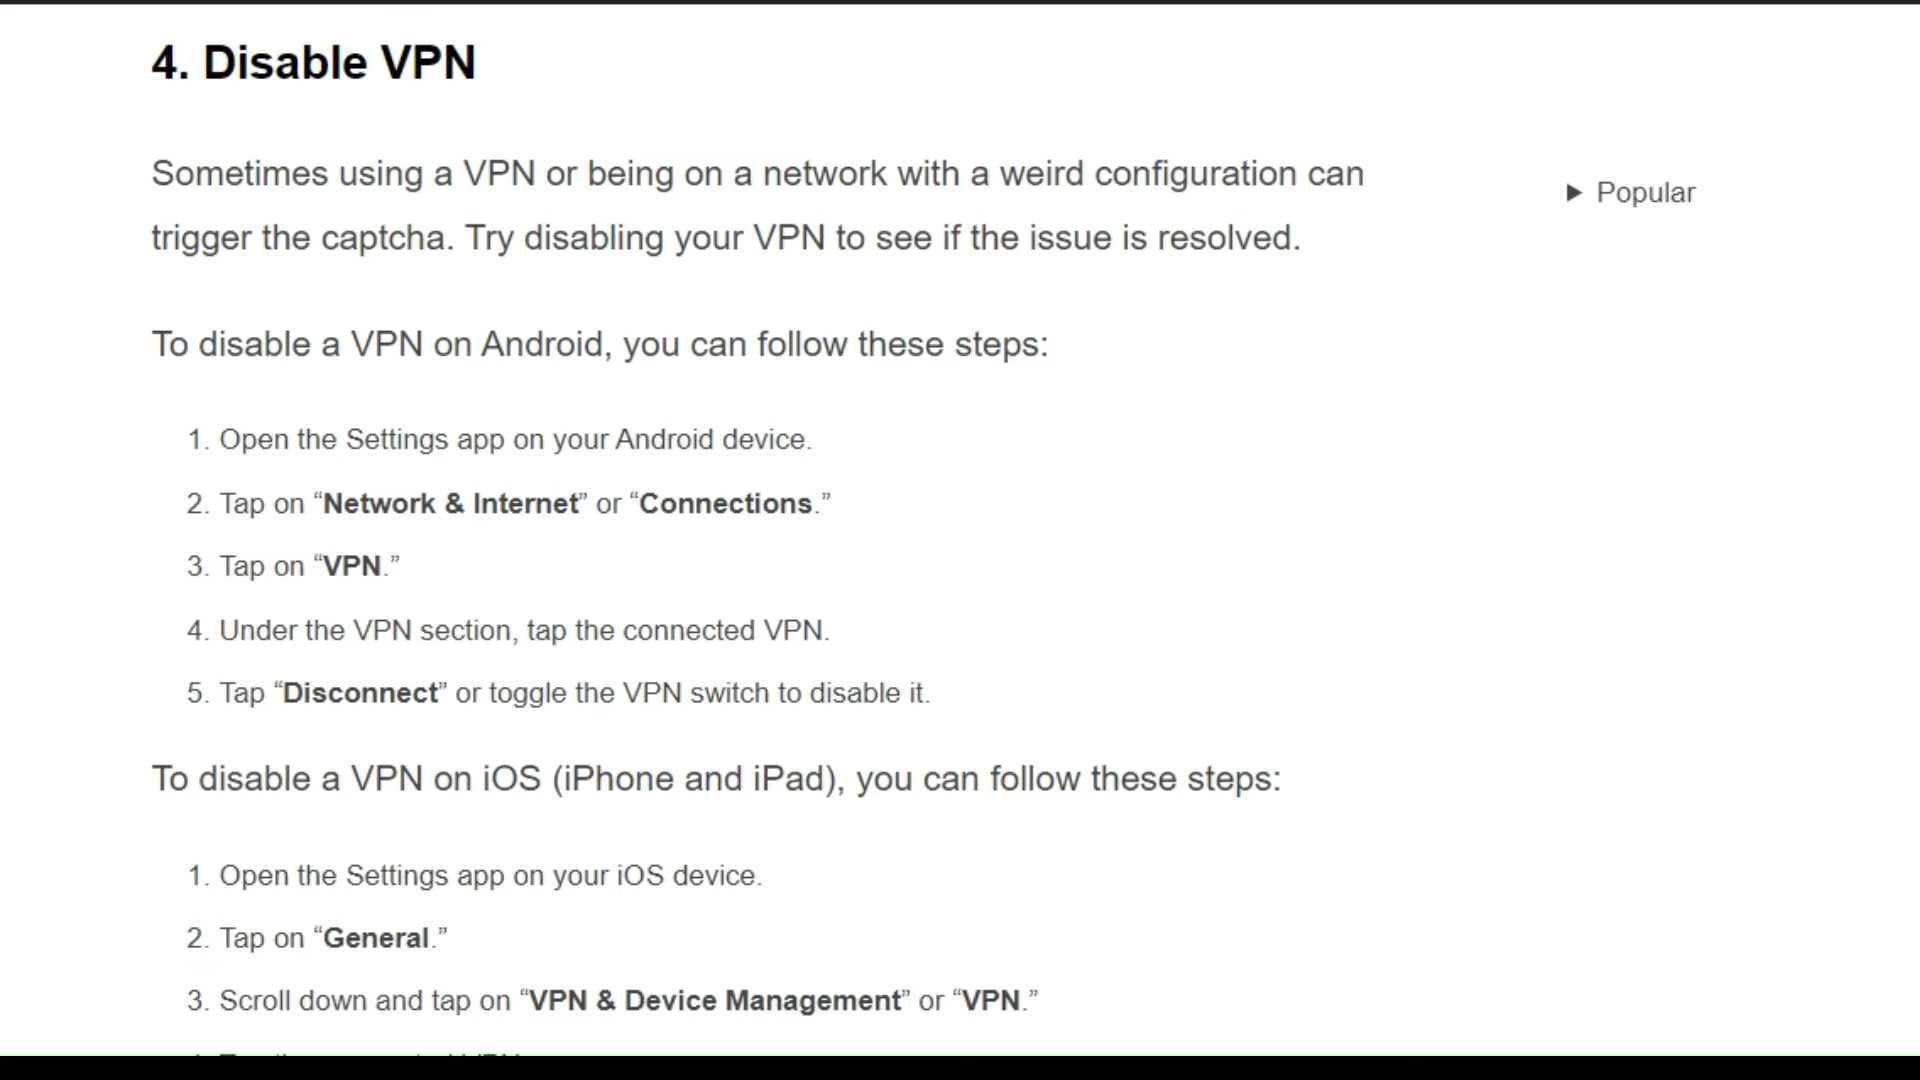 4. Disable VPN
Sometimes using a VPN or being on a network with a weird configuration can
trigger the captcha. Try disabling your VPN to see if the issue is resolved.
▶ Popular
To disable a VPN on Android, you can follow these steps:
1. Open the Settings app on your Android device.
2. Tap on “Network & Internet” or “Connections.”
3. Tap on “VPN.”
4. Under the VPN section, tap the connected VPN.
5. Tap “Disconnect” or toggle the VPN switch to disable it.
To disable a VPN on iOS (iPhone and iPad), you can follow these steps:
1. Open the Settings app on your iOS device.
2. Tap on “General.”
3. Scroll down and tap on “VPN & Device Management” or “VPN.”